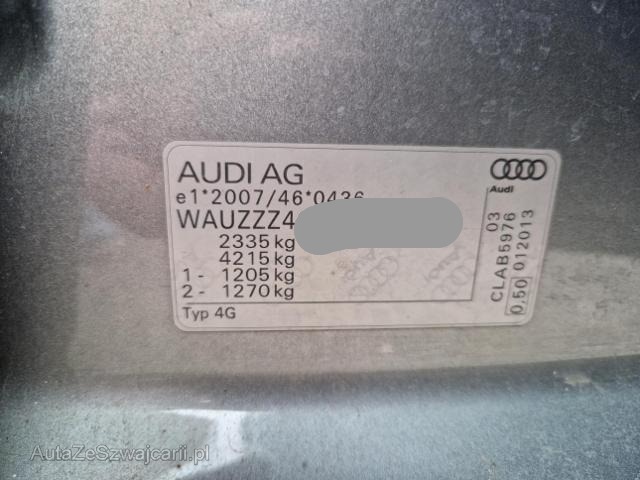 AUDI AG
e1*2007/46*0436
WAUZZZ4
2335 kg
4215 kg
1 - 1205 kg
2 - 1270 kg
Typ 4G
Audi
03
CLAB5976
0,50 012013
AutaZeSzwajcarii.pl